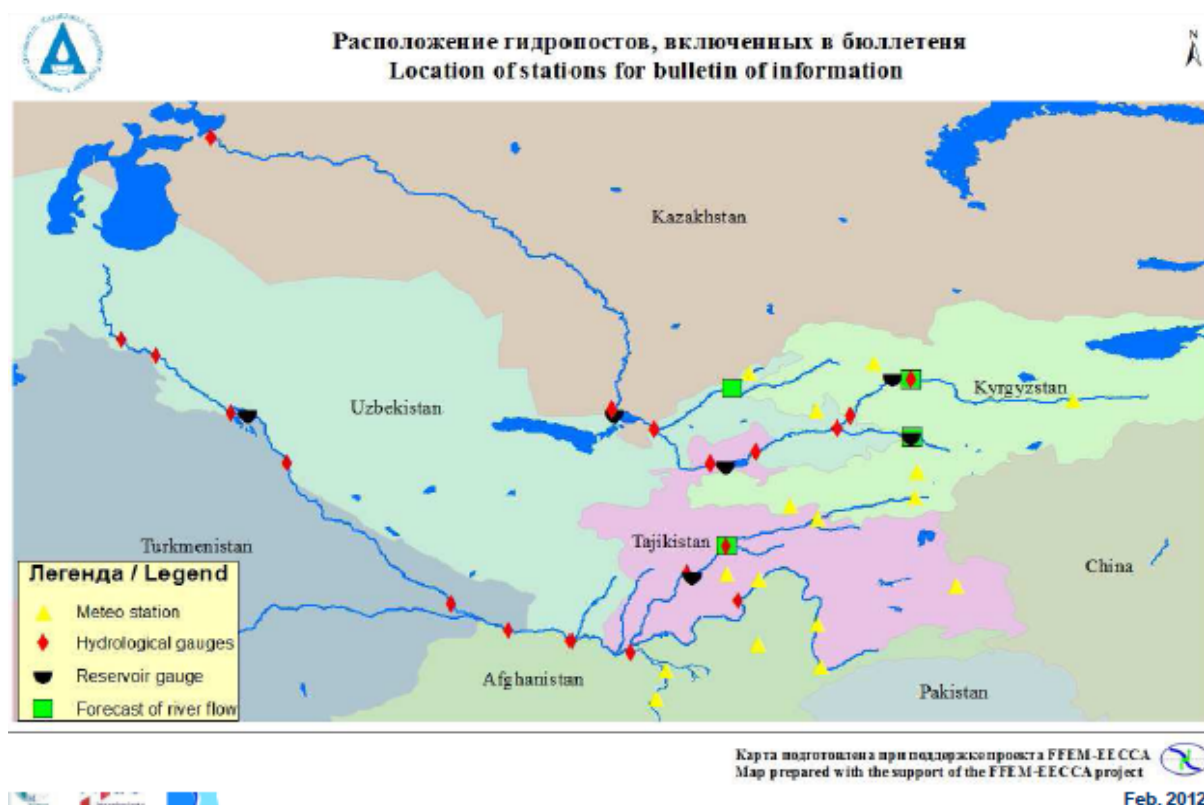 Расположение гидропостов, включенных в бюллетеня
Location of stations for bulletin of information
N
Kazakhstan
Kyrgyzstan
Uzbekistan
Turkmenistan
Tajikistan
China
Afghanistan
Pakistan
Легенда / Legend
Meteo station
Hydrological gauges
Reservoir gauge
Forecast of river flow
Карта подготовлена при поддержке проекта FFEM-EECCA
Map prepared with the support of the FFEM-EECCA project
Feb. 2012